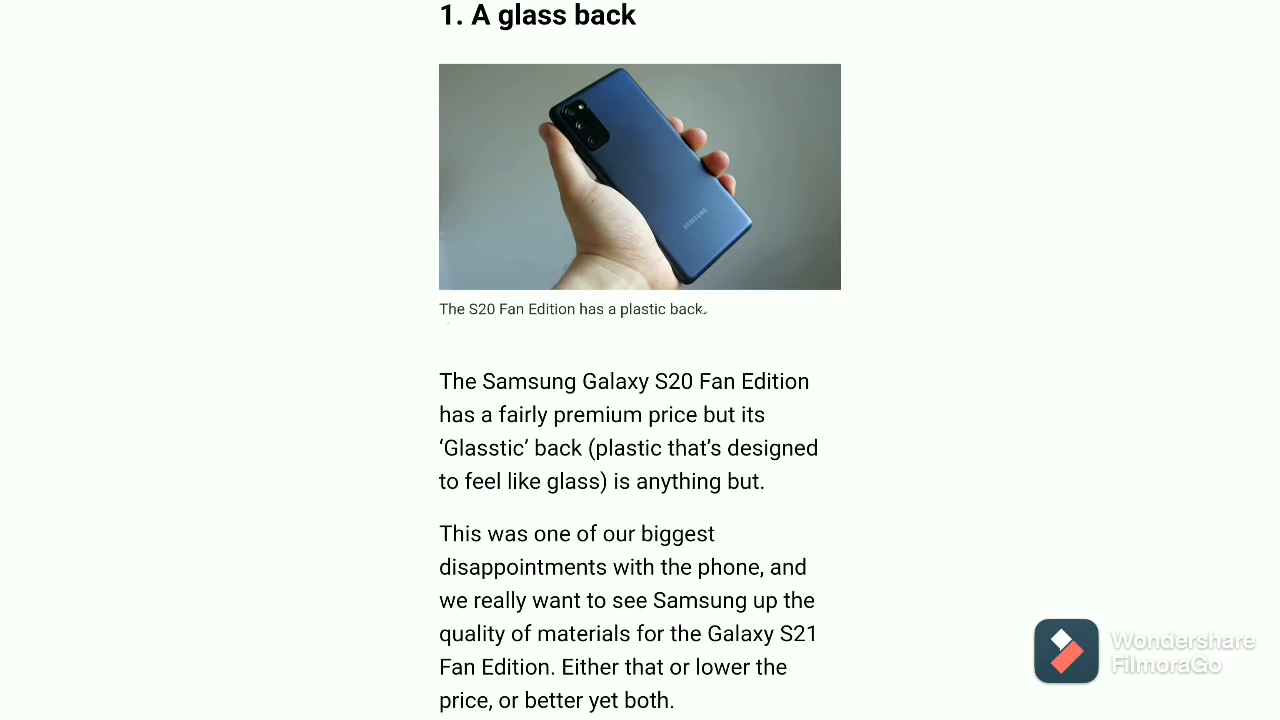 1. A glass back
SAMSUNG
The S20 Fan Edition has a plastic back.
The Samsung Galaxy S20 Fan Edition
has a fairly premium price but its
‘Glasstic’ back (plastic that’s designed
to feel like glass) is anything but.
This was one of our biggest
disappointments with the phone, and
we really want to see Samsung up the
quality of materials for the Galaxy S21
Fan Edition. Either that or lower the
price, or better yet both.
Wondershare
FilmoraGo